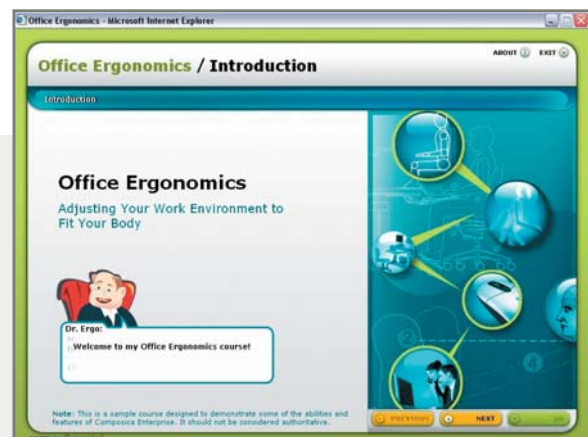 Office Ergonomics - Microsoft Internet Explorer
ABOUT EXIT
Office Ergonomics / Introduction
Introduction
Office Ergonomics
Adjusting Your Work Environment to
Fit Your Body
Dr. Ergo:
Welcome to my Office Ergonomics course!
Note: This is a sample course designed to demonstrate some of the abilities and
features of Composica Enterprise. It should not be considered authoritative.
PREVIOUS NEXT
2
4